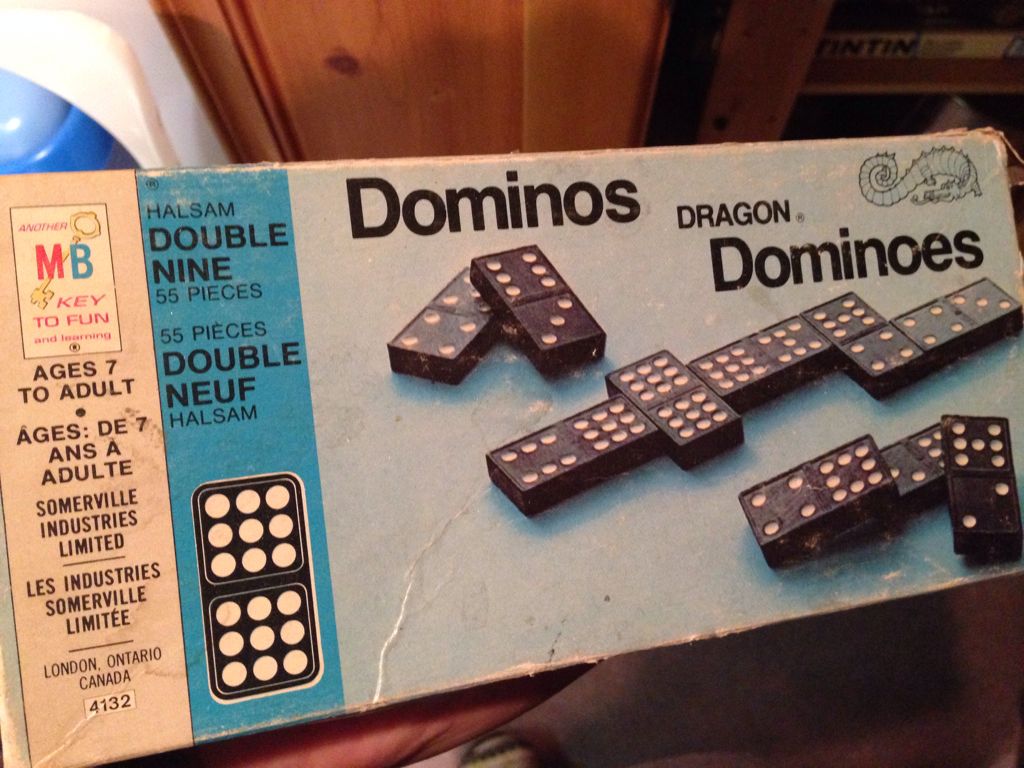 ANOTHER
MB
KEY
TO FUN
and learning
®
AGES 7
TO ADULT
•
ÂGES: DE 7
ANS À
ADULTE
SOMERVILLE
INDUSTRIES
LIMITED
LES INDUSTRIES
SOMERVILLE
LIMITÉE
LONDON, ONTARIO
CANADA
4132
®
HALSAM
DOUBLE
NINE
55 PIECES
55 PIÈCES
DOUBLE
NEUF
HALSAM
Dominos
DRAGON®
Dominoes
TINTIN